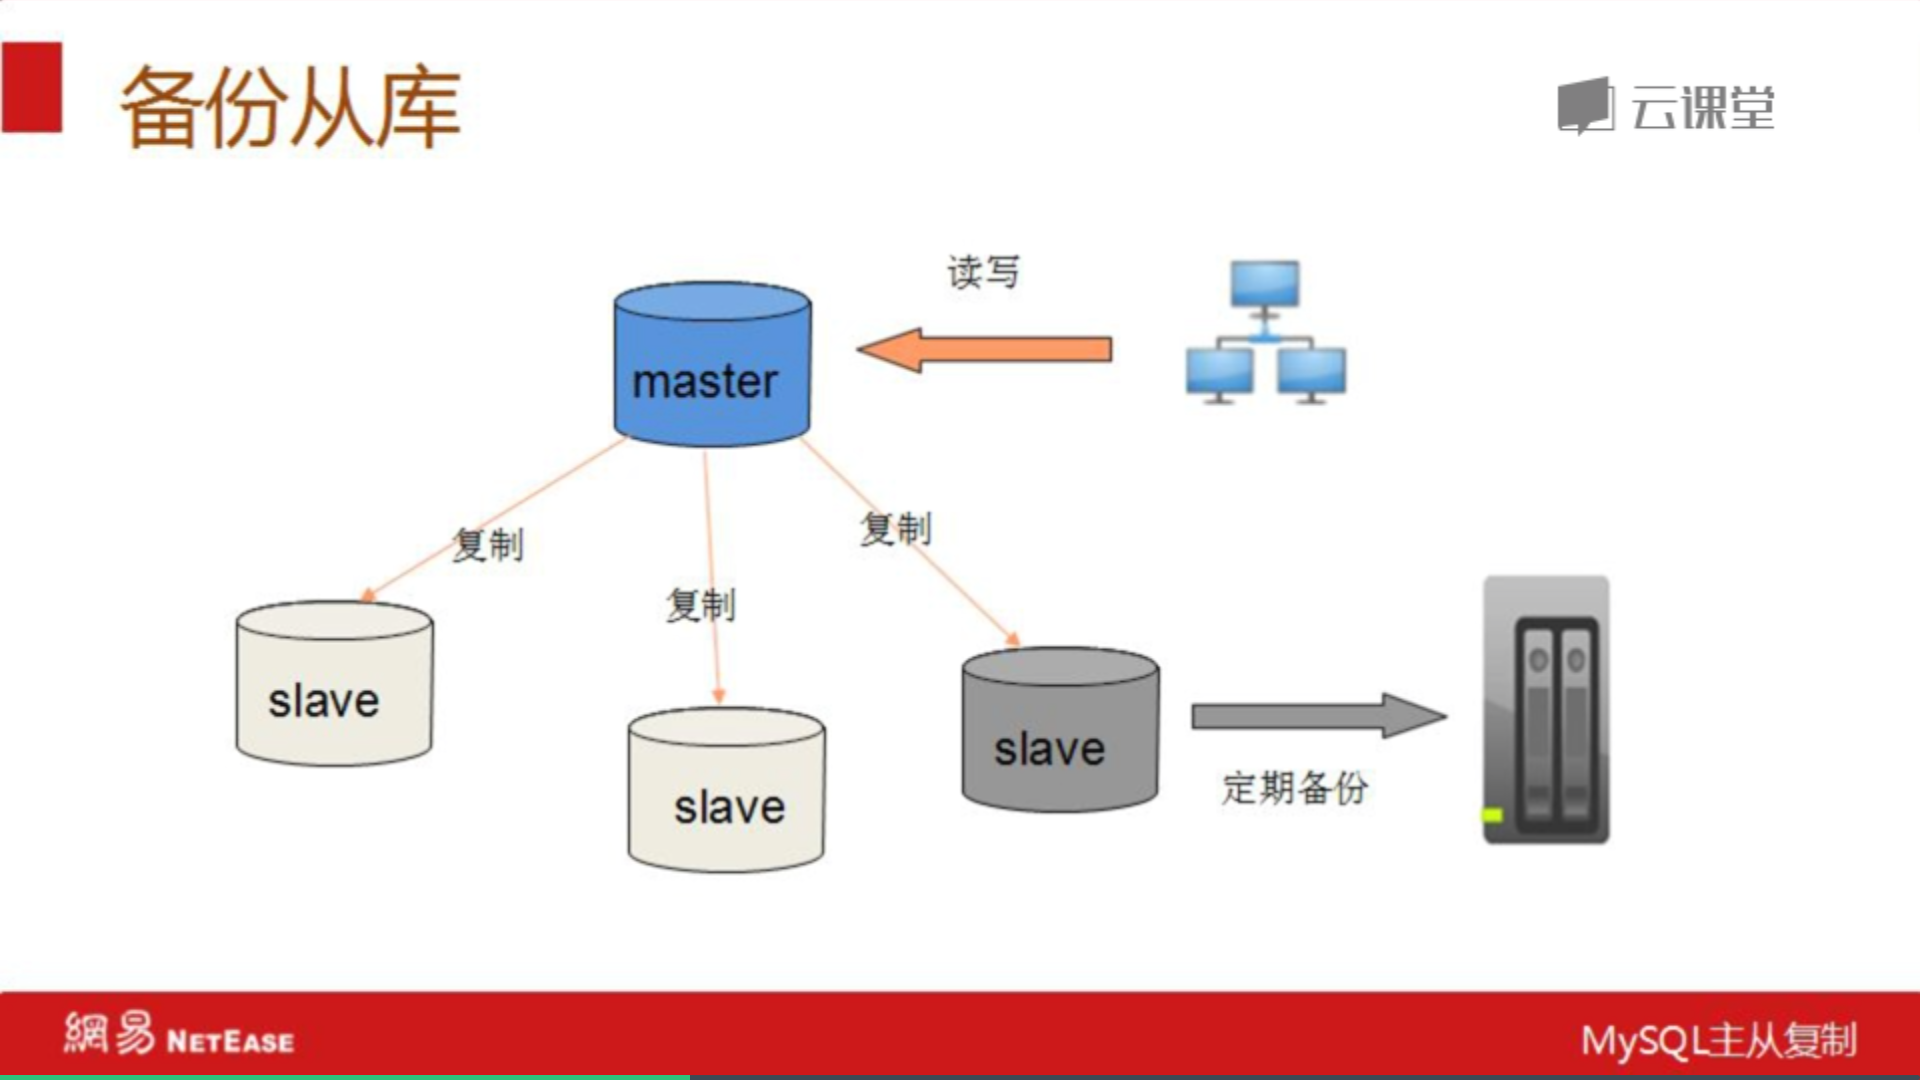 备份从库
云课堂
读写
master
复制
复制
复制
slave
slave
slave
定期备份
網易 NETEASE
MySQL主从复制